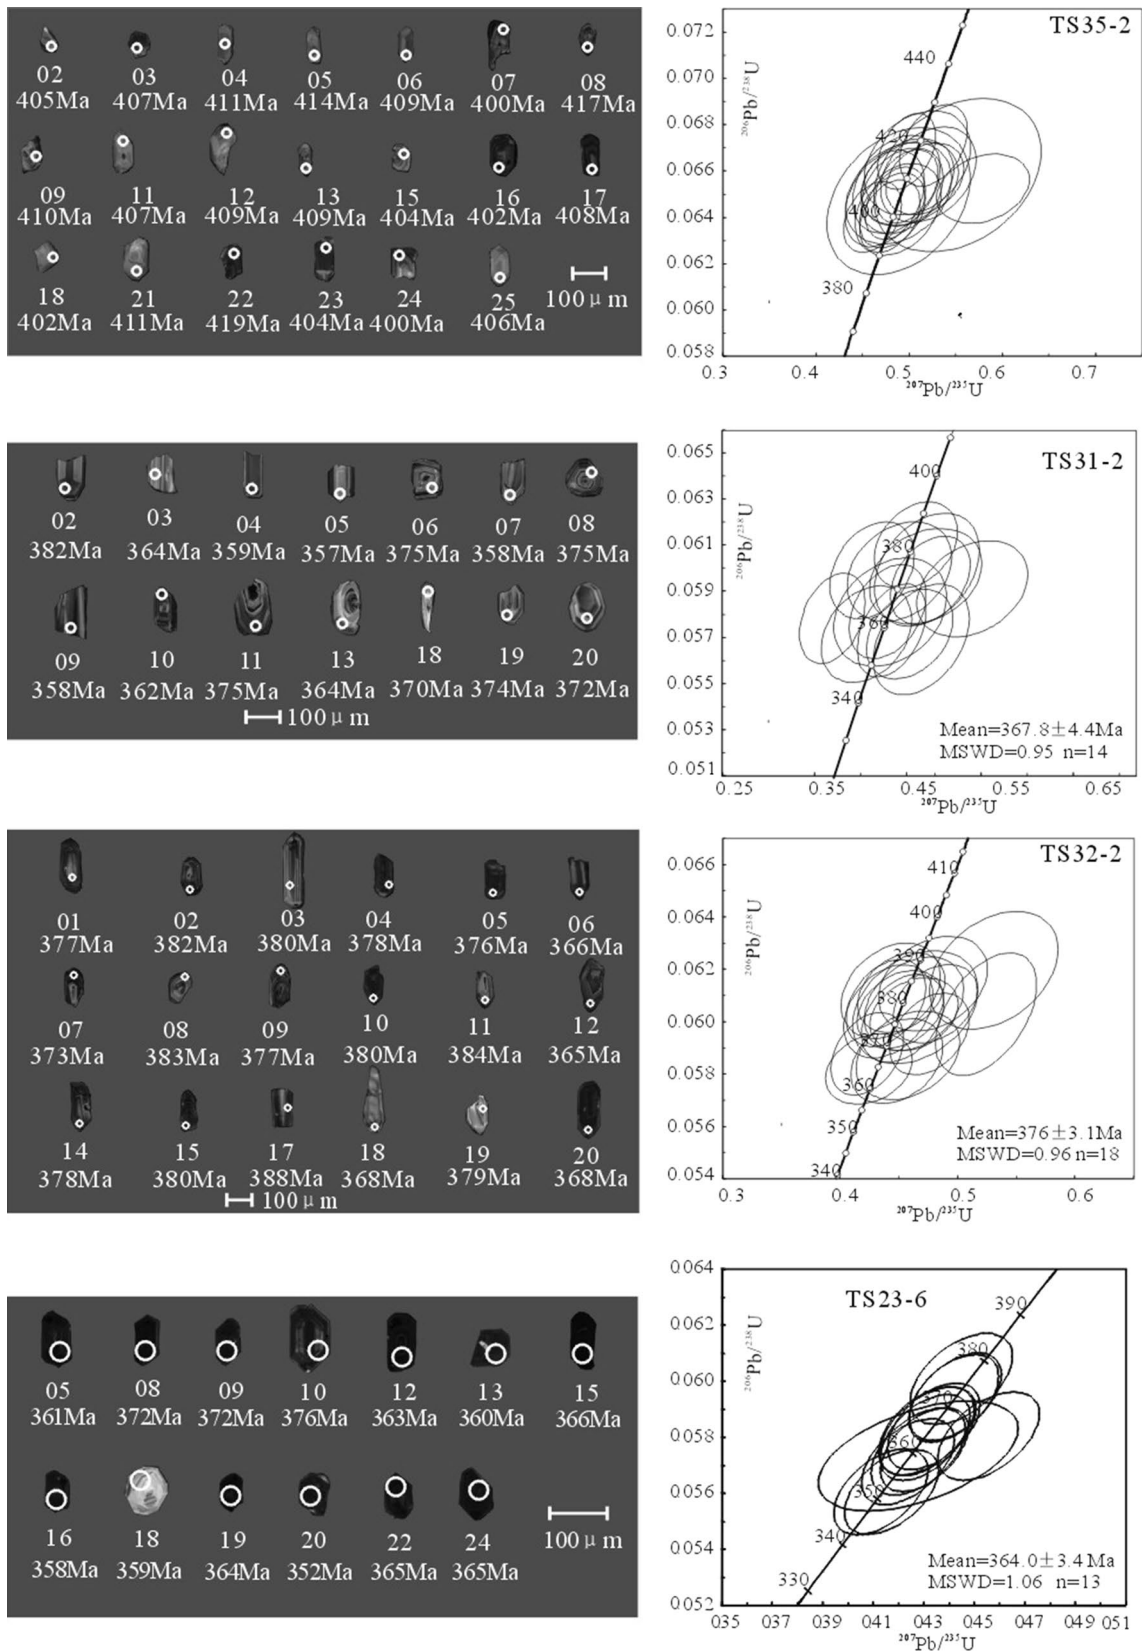 02 03 04 05 06 07 08
405Ma 407Ma 411Ma 414Ma 409Ma 400Ma 417Ma
09 11 12 13 15 16 17
410Ma 407Ma 409Ma 409Ma 404Ma 402Ma 408Ma
18 21 22 23 24 25
402Ma 411Ma 419Ma 404Ma 400Ma 406Ma
100 μm
TS35-2
²⁰⁶Pb/²³⁸U
0.072
0.070
0.068
0.066
0.064
0.062
0.060
0.058
440
420
400
380
0.3 0.4 0.5 0.6 0.7
²⁰⁷Pb/²³⁵U
02 03 04 05 06 07 08
382Ma 364Ma 359Ma 357Ma 375Ma 358Ma 375Ma
09 10 11 13 18 19 20
358Ma 362Ma 375Ma 364Ma 370Ma 374Ma 372Ma
100 μm
TS31-2
²⁰⁶Pb/²³⁸U
0.065
0.063
0.061
0.059
0.057
0.055
0.053
0.051
400
380
360
340
Mean=367.8±4.4Ma
MSWD=0.95 n=14
0.25 0.35 0.45 0.55 0.65
²⁰⁷Pb/²³⁵U
01 02 03 04 05 06
377Ma 382Ma 380Ma 378Ma 376Ma 366Ma
07 08 09 10 11 12
373Ma 383Ma 377Ma 380Ma 384Ma 365Ma
14 15 17 18 19 20
378Ma 380Ma 388Ma 368Ma 379Ma 368Ma
100 μm
TS32-2
²⁰⁶Pb/²³⁸U
0.066
0.064
0.062
0.060
0.058
0.056
0.054
410
400
390
380
370
360
350
340
Mean=376±3.1Ma
MSWD=0.96 n=18
0.3 0.4 0.5 0.6
²⁰⁷Pb/²³⁵U
05 08 09 10 12 13 15
361Ma 372Ma 372Ma 376Ma 363Ma 360Ma 366Ma
16 18 19 20 22 24
358Ma 359Ma 364Ma 352Ma 365Ma 365Ma
100 μm
TS23-6
²⁰⁶Pb/²³⁸U
0.064
0.062
0.060
0.058
0.056
0.054
0.052
390
380
370
360
350
340
330
Mean=364.0±3.4 Ma
MSWD=1.06 n=13
035 037 039 041 043 045 047 049 051
²⁰⁷Pb/²³⁵U